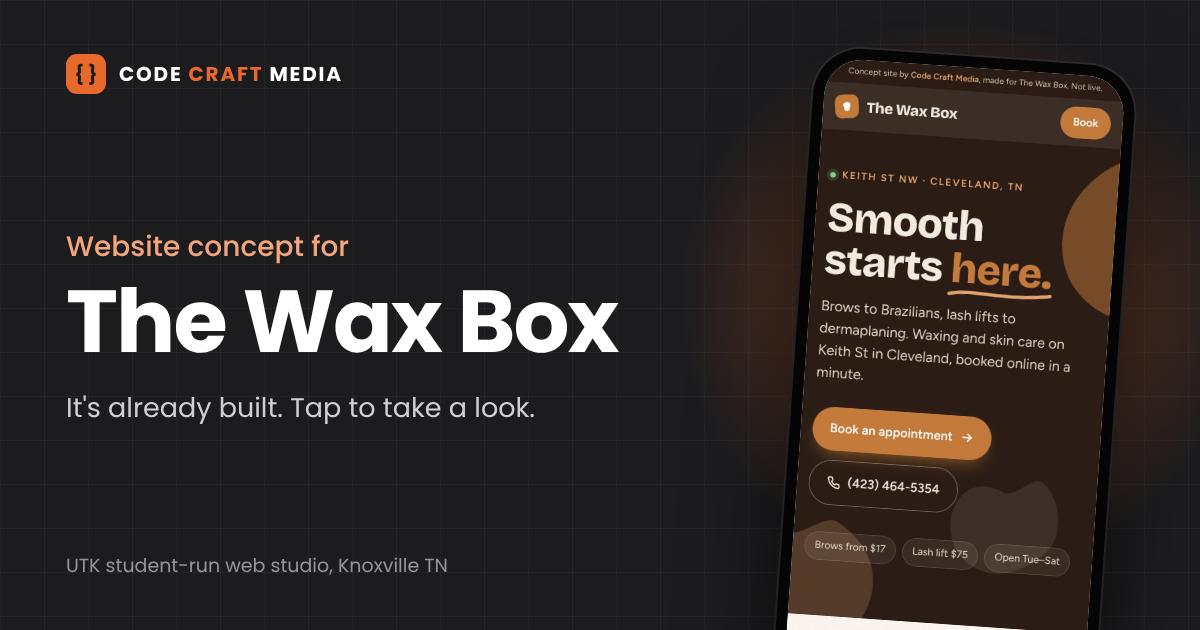 { } CODE CRAFT MEDIA
Website concept for
The Wax Box
It's already built. Tap to take a look.
UTK student-run web studio, Knoxville TN
Concept site by Code Craft Media, made for The Wax Box. Not live.
The Wax Box
Book
KEITH ST NW · CLEVELAND, TN
Smooth
starts here.
Brows to Brazilians, lash lifts to
dermaplaning. Waxing and skin care on
Keith St in Cleveland, booked online in a
minute.
Book an appointment →
(423) 464-5354
Brows from $17
Lash lift $75
Open Tue–Sat